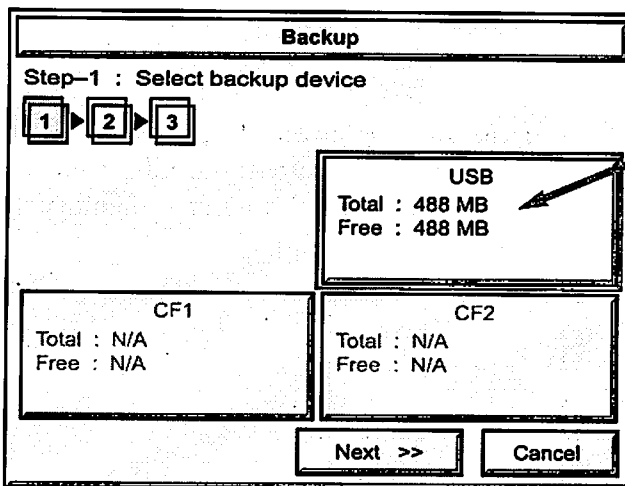 Backup
Step–1 : Select backup device
1 2 3
USB
Total : 488 MB
Free : 488 MB
CF1
Total : N/A
Free : N/A
CF2
Total : N/A
Free : N/A
Next >>
Cancel